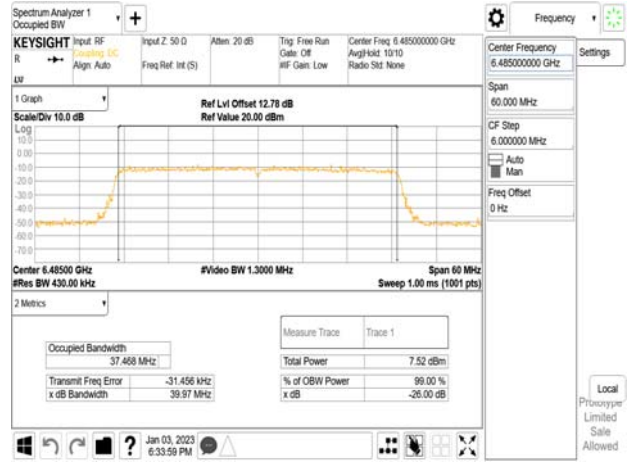 Spectrum Analyzer 1
Occupied BW
KEYSIGHT
R
Input: RF
Coupling: DC
Align: Auto
Input Z: 50 Ω
Freq Ref: Int (S)
Atten: 20 dB
Trig: Free Run
Gate: Off
#IF Gain: Low
Center Freq: 6.485000000 GHz
Avg|Hold: 10/10
Radio Std: None
1 Graph
Scale/Div 10.0 dB
Ref Lvl Offset 12.78 dB
Ref Value 20.00 dBm
Log
10.0
0.00
-10.0
-20.0
-30.0
-40.0
-50.0
-60.0
-70.0
Center 6.48500 GHz
#Res BW 430.00 kHz
#Video BW 1.3000 MHz
Span 60 MHz
Sweep 1.00 ms (1001 pts)
2 Metrics
Measure Trace Trace 1
Occupied Bandwidth
37.468 MHz
Total Power 7.52 dBm
Transmit Freq Error -31.456 kHz
% of OBW Power 99.00 %
x dB Bandwidth 39.97 MHz
x dB -26.00 dB
Jan 03, 2023
6:33:59 PM
?
Frequency
Settings
Center Frequency
6.485000000 GHz
Span
60.000 MHz
CF Step
6.000000 MHz
Auto
Man
Freq Offset
0 Hz
Local
Prototype
Limited
Sale
Allowed